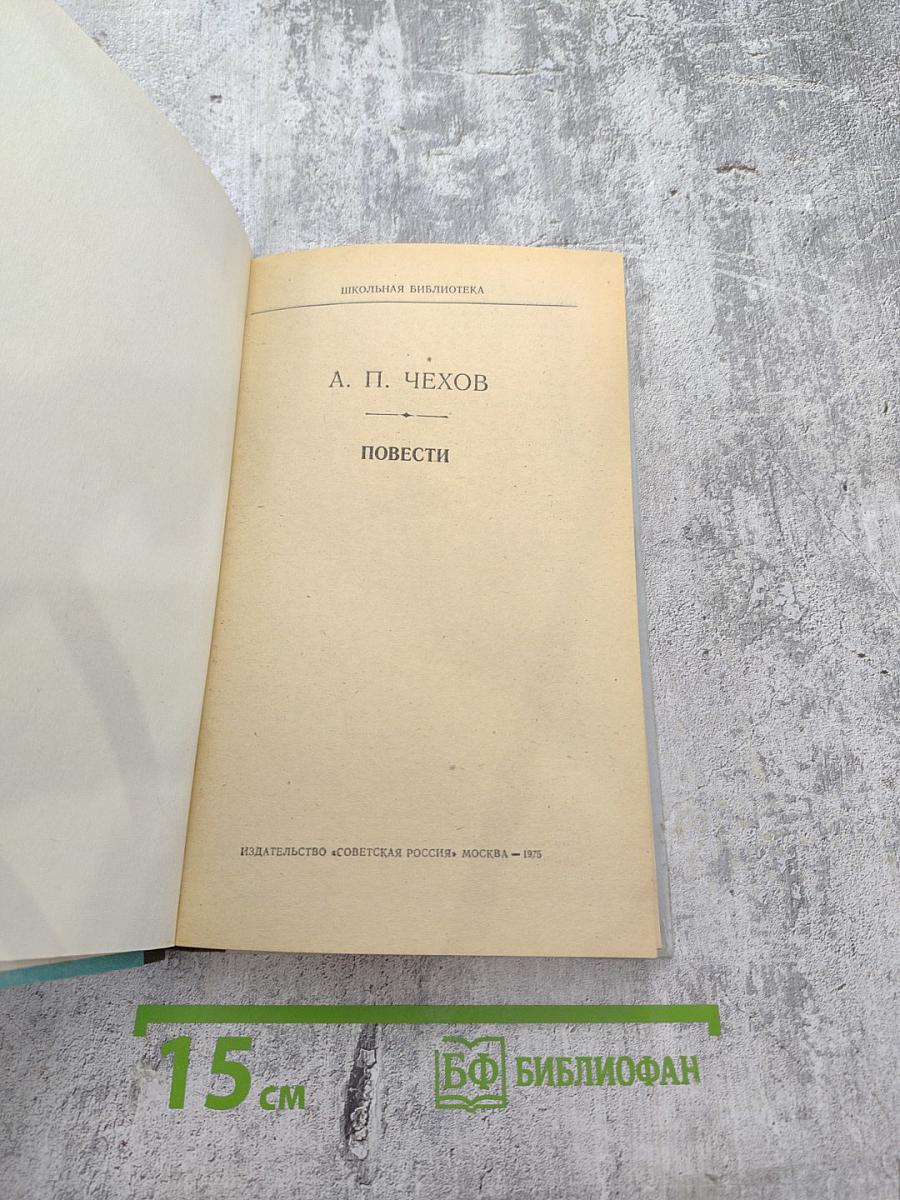 ШКОЛЬНАЯ БИБЛИОТЕКА
А. П. ЧЕХОВ
ПОВЕСТИ
ИЗДАТЕЛЬСТВО «СОВЕТСКАЯ РОССИЯ» МОСКВА — 1975
15 см
БФ БИБЛИОФАН